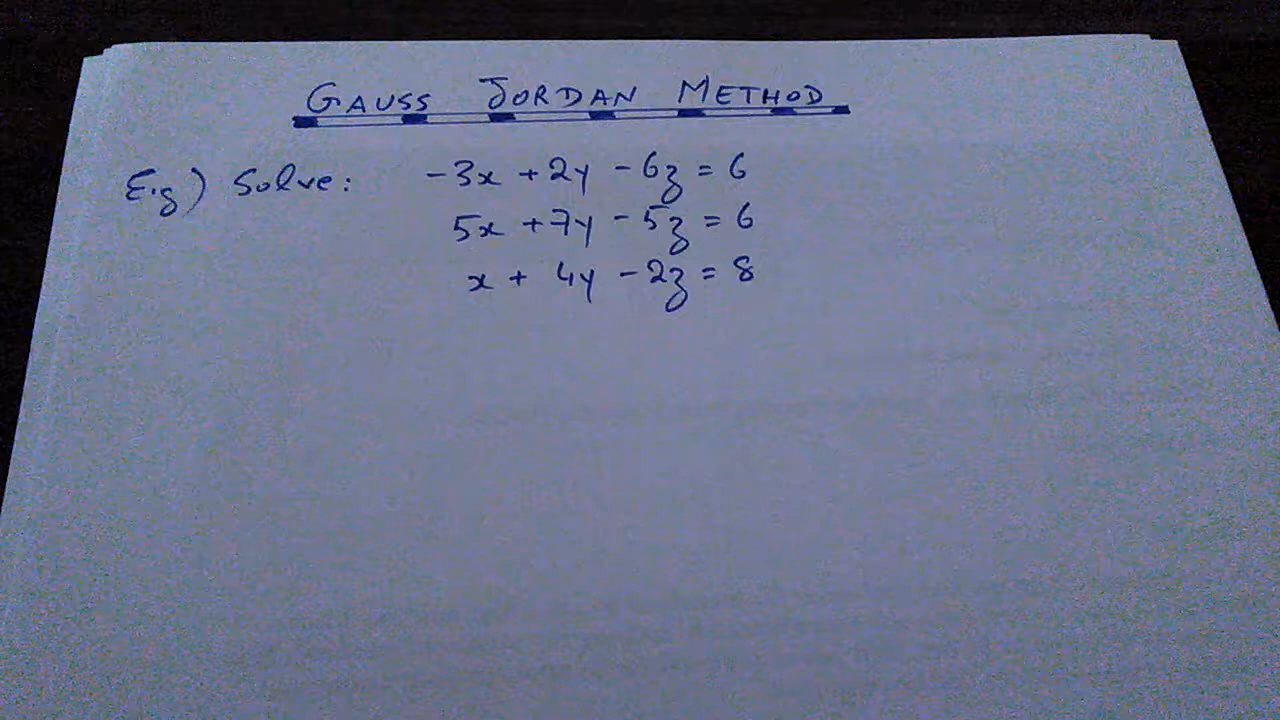 GAUSS JORDAN METHOD
E.g) Solve: -3x + 2y - 6z = 6
5x + 7y - 5z = 6
x + 4y - 2z = 8